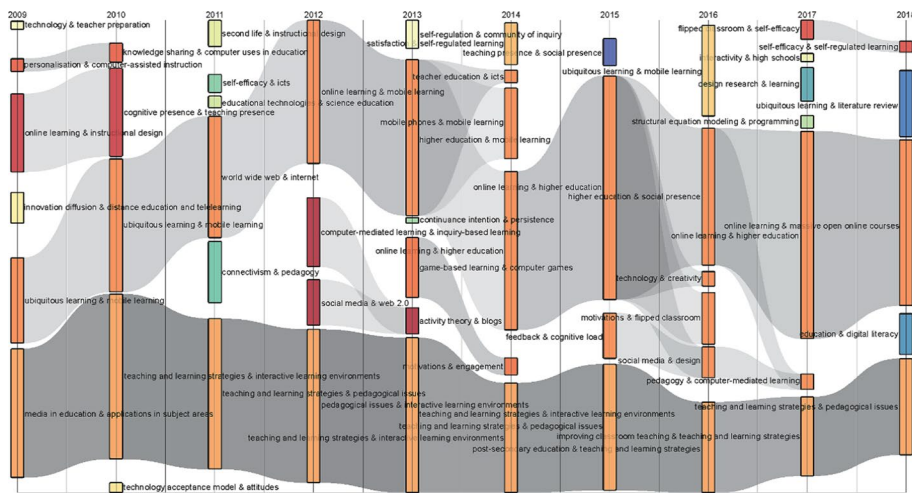 2009 2010 2011 2012 2013 2014 2015 2016 2017 2018
technology & teacher preparation
personalisation & computer-assisted instruction
online learning & instructional design
innovation diffusion & distance education and telelearning
ubiquitous learning & mobile learning
media in education & applications in subject areas
knowledge sharing & computer uses in education
cognitive presence & teaching presence
ubiquitous learning & mobile learning
teaching and learning strategies & interactive learning environments
technology acceptance model & attitudes
second life & instructional design
self-efficacy & icts
educational technologies & science education
world wide web & internet
connectivism & pedagogy
teaching and learning strategies & pedagogical issues
online learning & mobile learning
computer-mediated learning & inquiry-based learning
social media & web 2.0
pedagogical issues & interactive learning environments
teaching and learning strategies & interactive learning environments
self-regulation & community of inquiry
satisfaction & self-regulated learning
mobile phones & mobile learning
continuance intention & persistence
online learning & higher education
game-based learning & computer games
activity theory & blogs
teaching and learning strategies & interactive learning environments
teaching presence & social presence
teacher education & icts
higher education & mobile learning
online learning & higher education
motivations & engagement
teaching and learning strategies & pedagogical issues
post-secondary education & teaching and learning strategies
ubiquitous learning & mobile learning
higher education & social presence
feedback & cognitive load
improving classroom teaching & teaching and learning strategies
flipped classroom & self-efficacy
structural equation modeling & programming
online learning & higher education
technology & creativity
motivations & flipped classroom
social media & design
interactivity & high schools
design research & learning
online learning & massive open online courses
pedagogy & computer-mediated learning
teaching and learning strategies & pedagogical issues
self-efficacy & self-regulated learning
ubiquitous learning & literature review
education & digital literacy